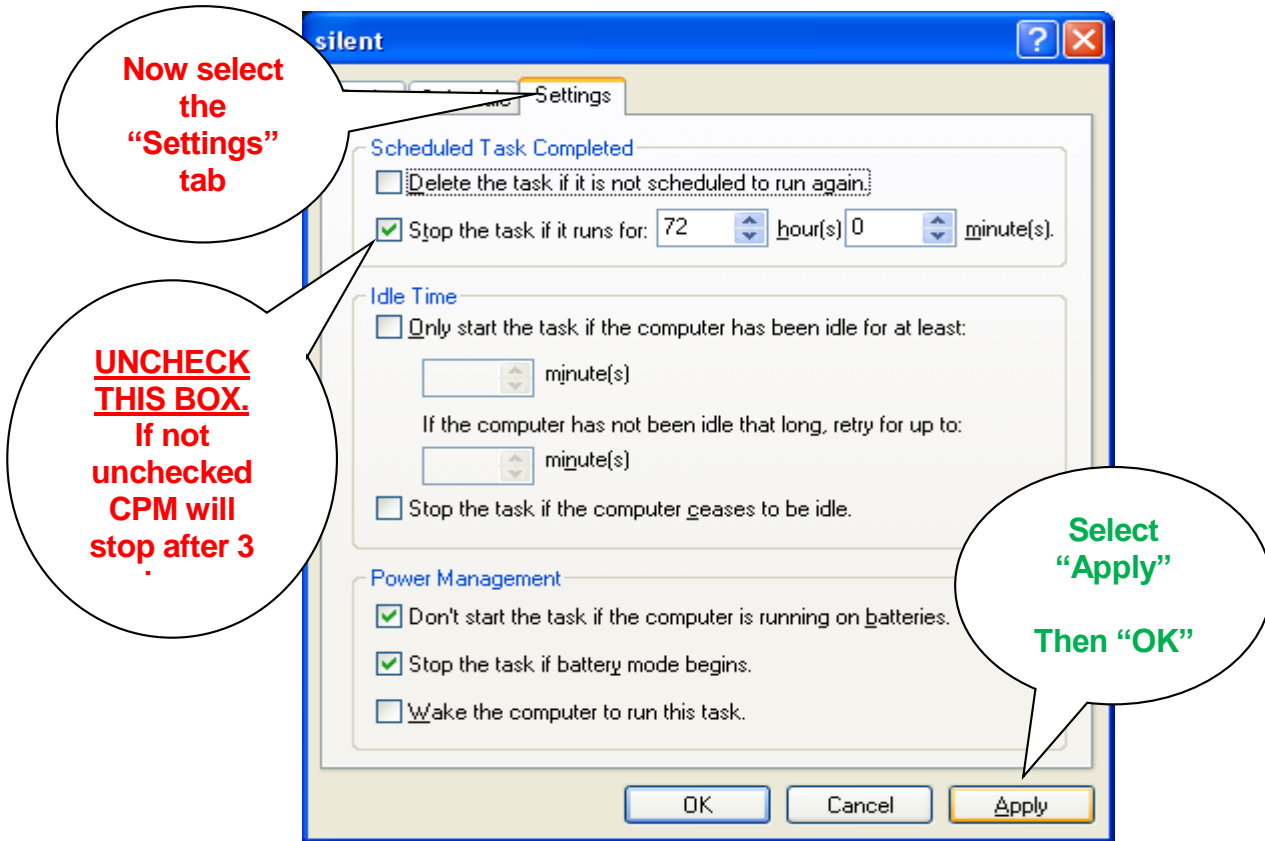 silent
Now select
the
“Settings”
tab
Settings
Scheduled Task Completed
Delete the task if it is not scheduled to run again.
Stop the task if it runs for: 72 hour(s) 0 minute(s).
UNCHECK
THIS BOX.
If not
unchecked
CPM will
stop after 3
Idle Time
Only start the task if the computer has been idle for at least:
minute(s)
If the computer has not been idle that long, retry for up to:
minute(s)
Stop the task if the computer ceases to be idle.
Select
“Apply”
Then “OK”
Power Management
Don't start the task if the computer is running on batteries.
Stop the task if battery mode begins.
Wake the computer to run this task.
OK Cancel Apply